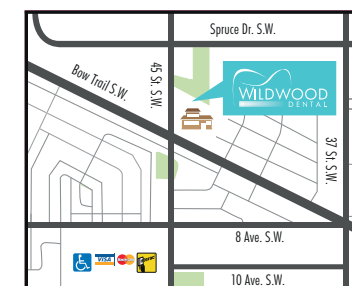 Spruce Dr. S.W.
Bow Trail S.W.
45 St. S.W.
WILDWOOD
DENTAL
37 St. S.W.
8 Ave. S.W.
VISA
10 Ave. S.W.